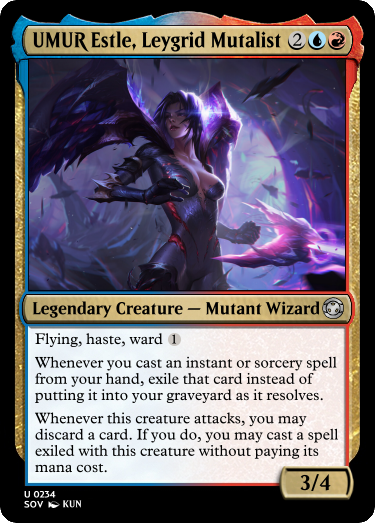 UMUR Estle, Leygrid Mutalist 2
Legendary Creature — Mutant Wizard
Flying, haste, ward 1
Whenever you cast an instant or sorcery spell
from your hand, exile that card instead of
putting it into your graveyard as it resolves.
Whenever this creature attacks, you may
discard a card. If you do, you may cast a spell
exiled with this creature without paying its
mana cost.
3/4
U 0234
SOV KUN